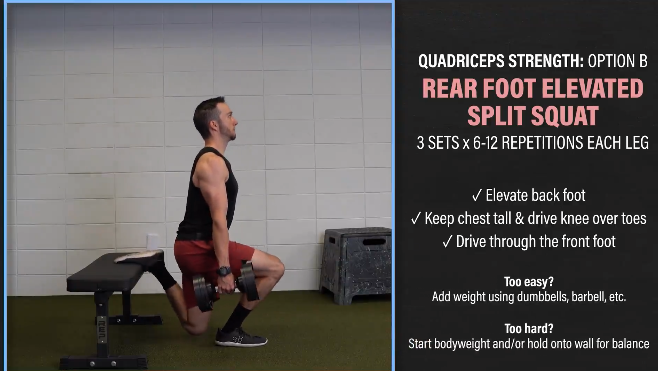 QUADRICEPS STRENGTH: OPTION B
REAR FOOT ELEVATED
SPLIT SQUAT
3 SETS x 6-12 REPETITIONS EACH LEG
✓ Elevate back foot
✓ Keep chest tall & drive knee over toes
✓ Drive through the front foot
Too easy?
Add weight using dumbbells, barbell, etc.
Too hard?
Start bodyweight and/or hold onto wall for balance